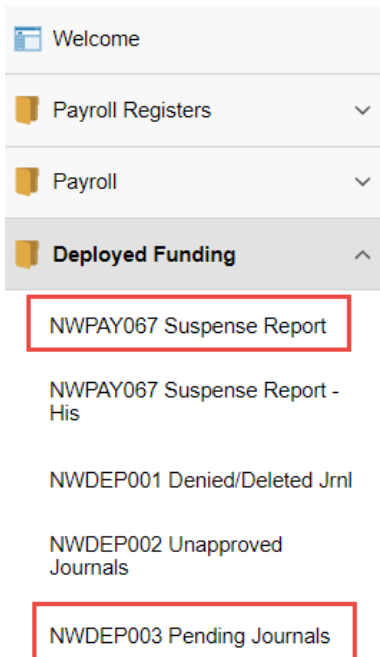 Welcome
Payroll Registers
Payroll
Deployed Funding
NWPAY067 Suspense Report
NWPAY067 Suspense Report -
His
NWDEP001 Denied/Deleted Jrnl
NWDEP002 Unapproved
Journals
NWDEP003 Pending Journals